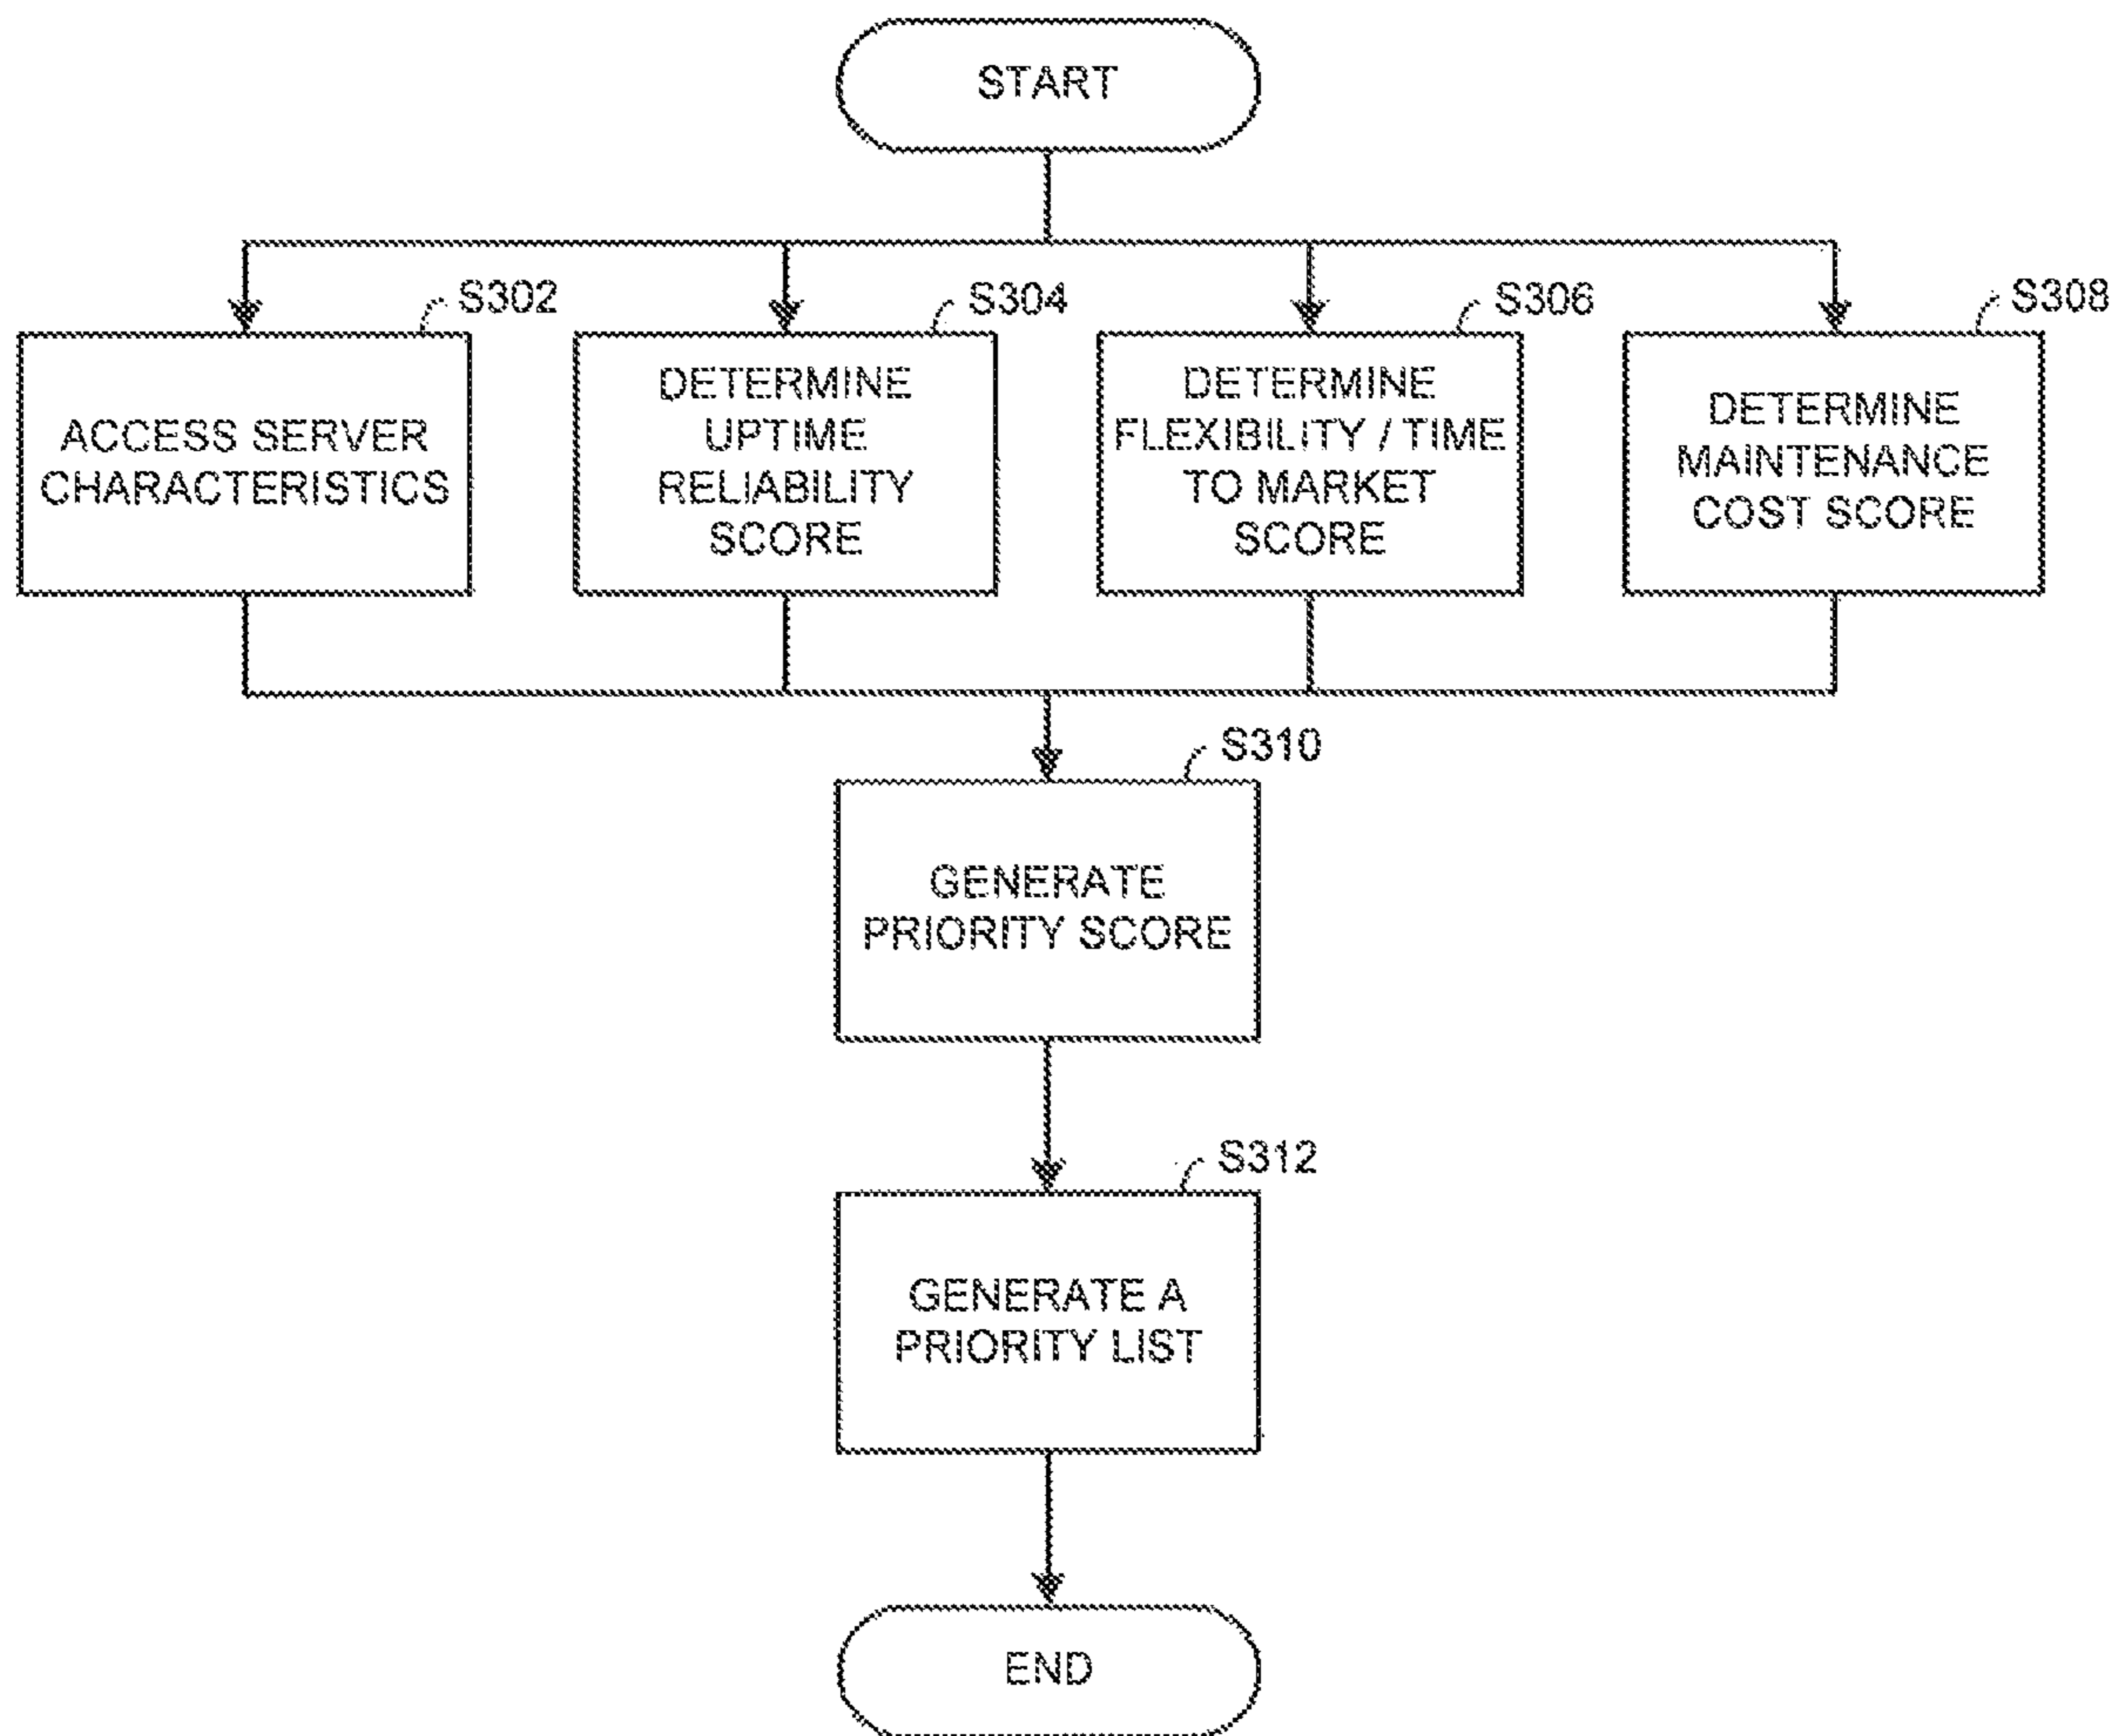 START
S302
ACCESS SERVER
CHARACTERISTICS
S304
DETERMINE
UPTIME
RELIABILITY
SCORE
S306
DETERMINE
FLEXIBILITY / TIME
TO MARKET
SCORE
S308
DETERMINE
MAINTENANCE
COST SCORE
S310
GENERATE
PRIORITY SCORE
S312
GENERATE A
PRIORITY LIST
END